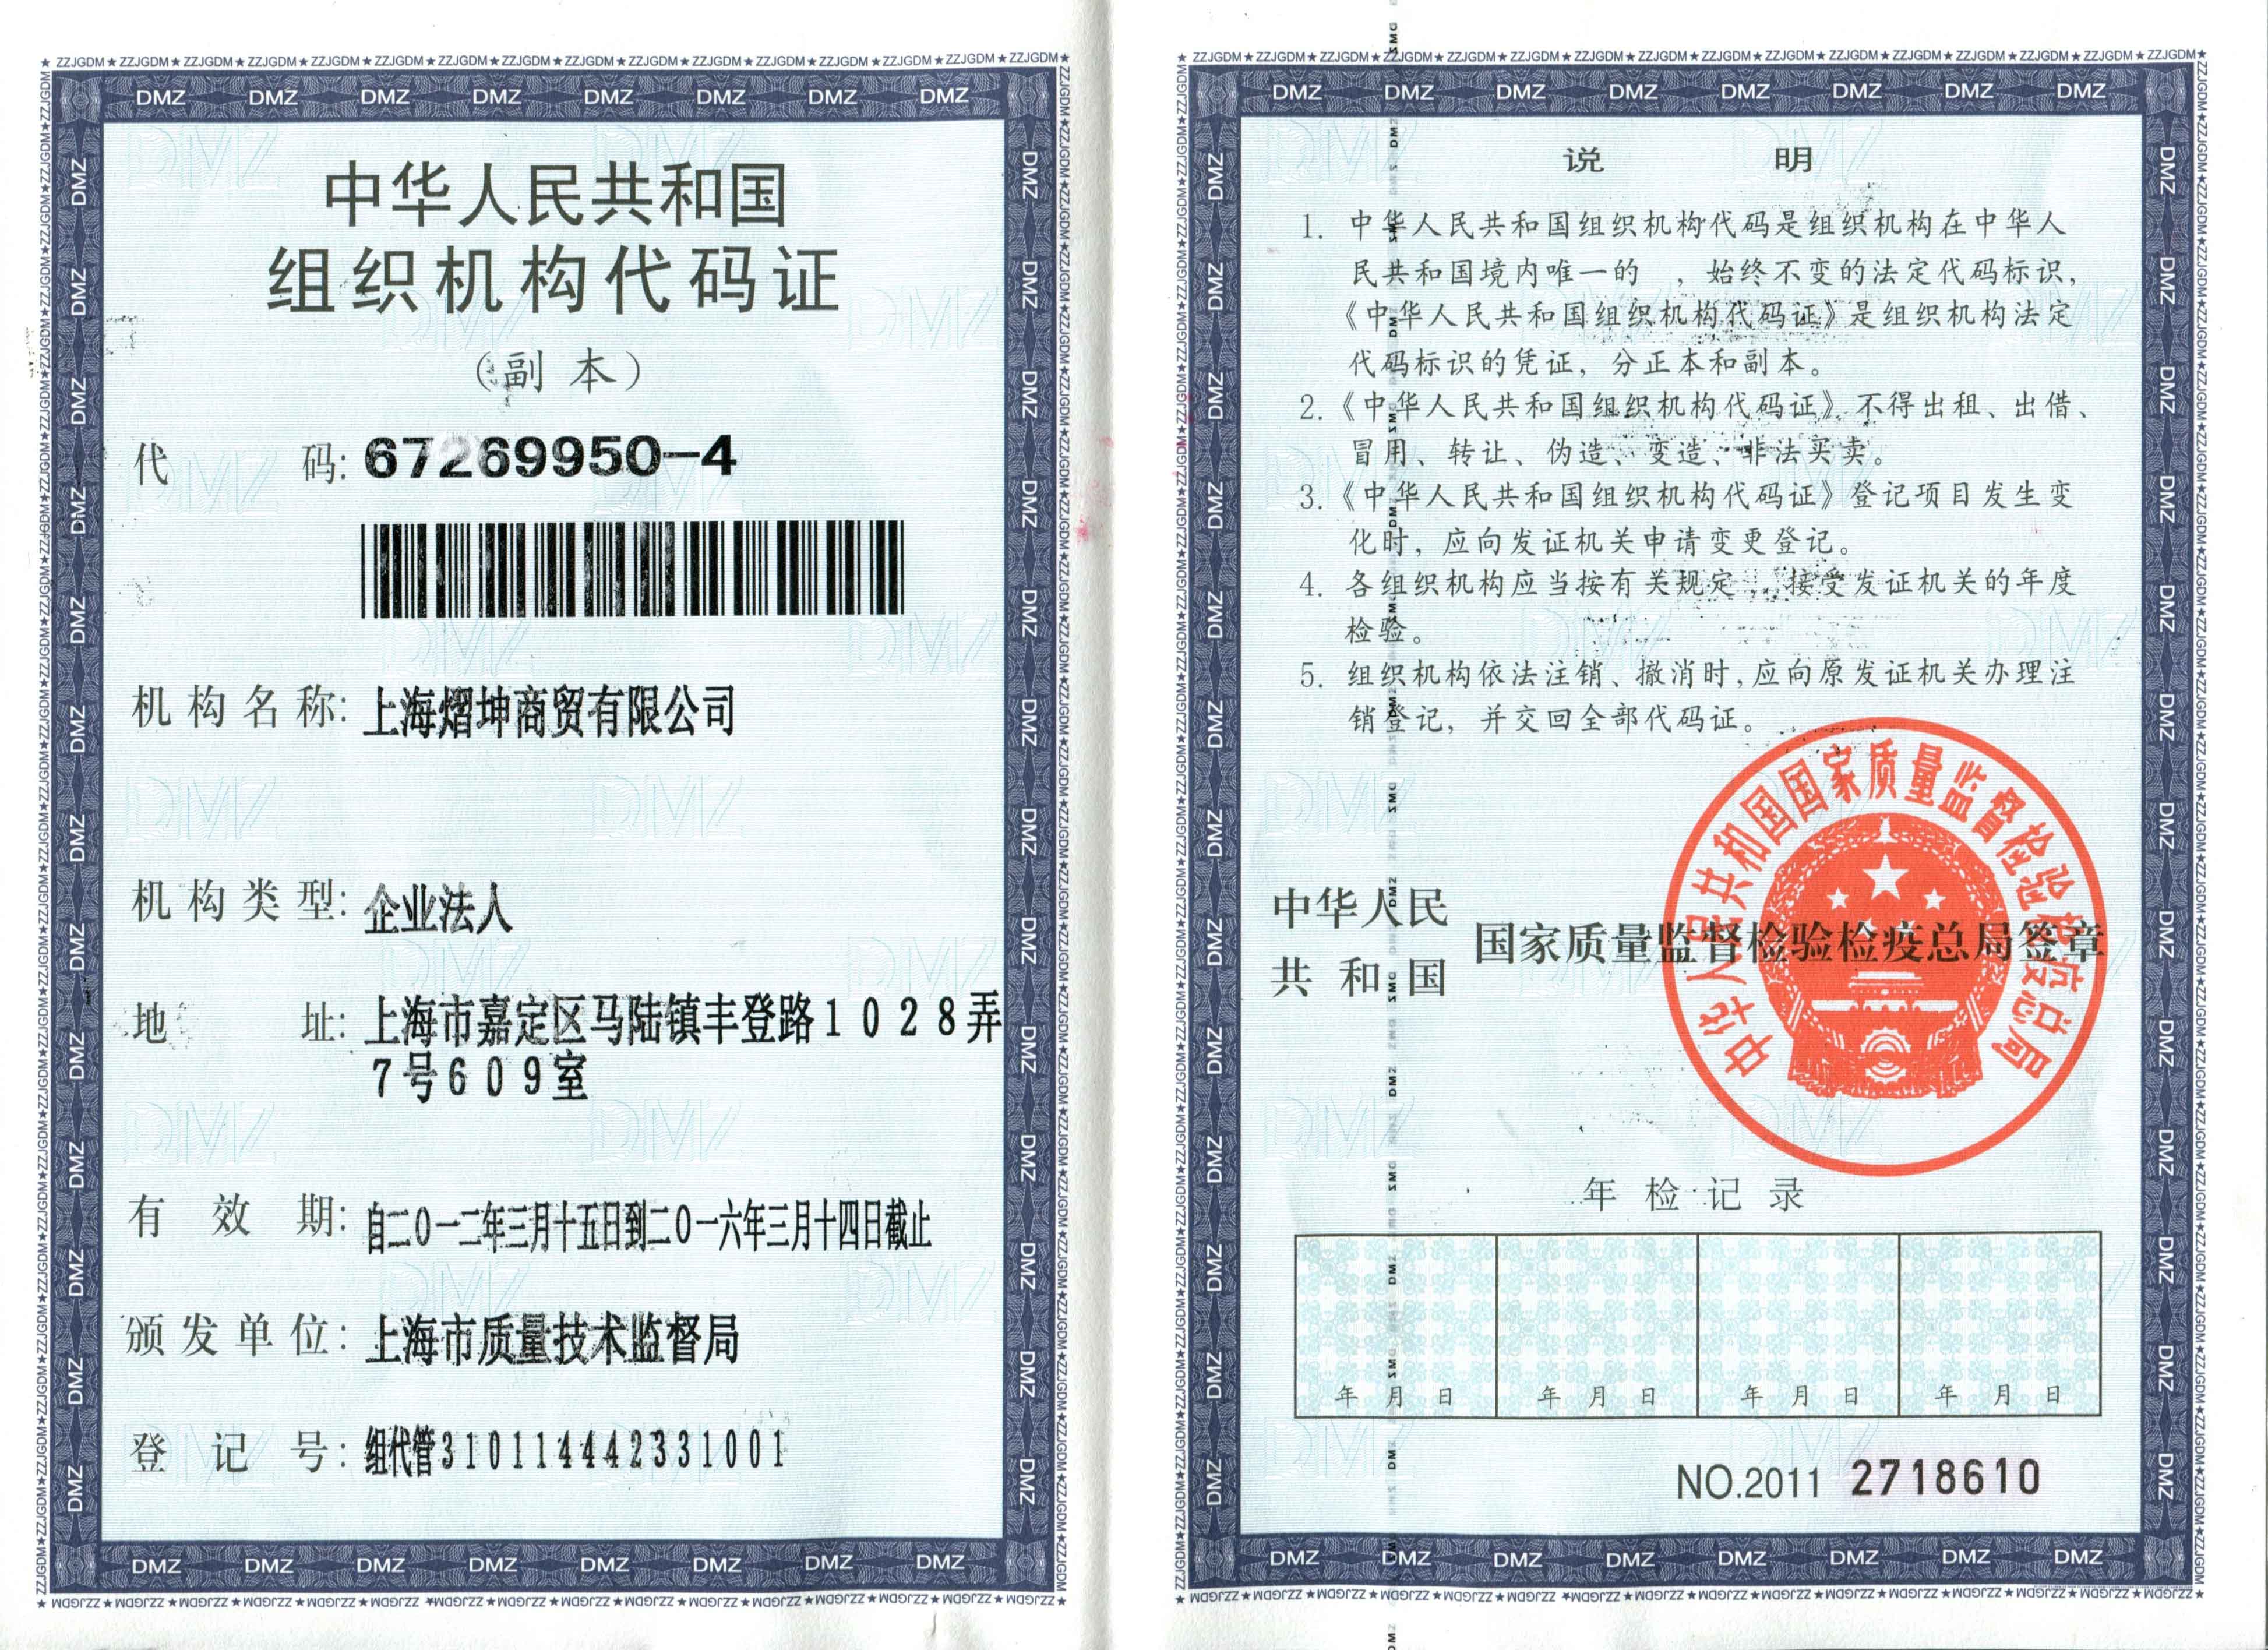 中华人民共和国
组织机构代码证
（副本）
代码: 67269950-4
机构名称: 上海熠坤商贸有限公司
机构类型: 企业法人
地址: 上海市嘉定区马陆镇丰登路1028弄
7号609室
有效期: 自二0一二年三月十五日到二0一六年三月十四日截止
颁发单位: 上海市质量技术监督局
登记号: 组代管310114442331001
说明
1. 中华人民共和国组织机构代码是组织机构在中华人
民共和国境内唯一的 ，始终不变的法定代码标识，
《中华人民共和国组织机构代码证》是组织机构法定
代码标识的凭证，分正本和副本。
2.《中华人民共和国组织机构代码证》不得出租、出借、
冒用、转让、伪造、变造、非法买卖。
3.《中华人民共和国组织机构代码证》登记项目发生变
化时，应向发证机关申请变更登记。
4. 各组织机构应当按有关规定，接受发证机关的年度
检验。
5. 组织机构依法注销、撤消时，应向原发证机关办理注
销登记，并交回全部代码证。
中华人民共和国国家质量监督检验检疫总局
中华人民
共和国
国家质量监督检验检疫总局签章
年检记录
年 月 日 年 月 日 年 月 日 年 月 日
NO.2011 2718610